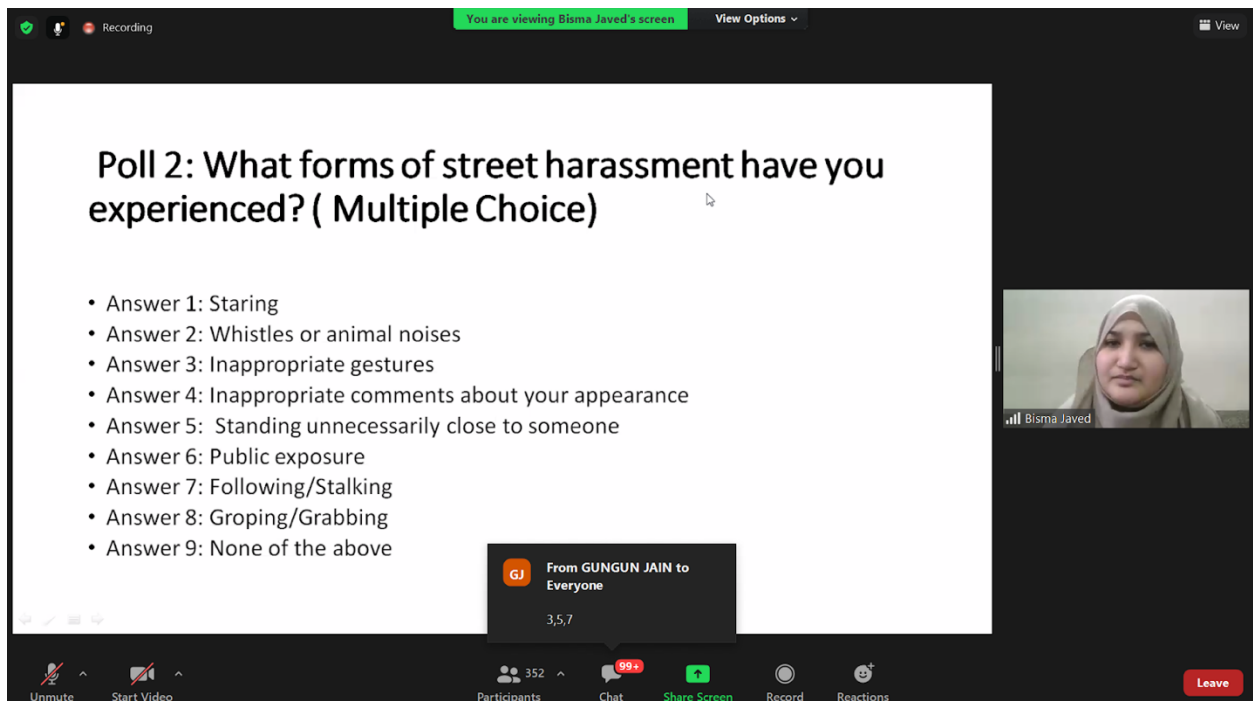 Recording
You are viewing Bisma Javed's screen
View Options
View
Poll 2: What forms of street harassment have you
experienced? ( Multiple Choice)
• Answer 1: Staring
• Answer 2: Whistles or animal noises
• Answer 3: Inappropriate gestures
• Answer 4: Inappropriate comments about your appearance
• Answer 5:  Standing unnecessarily close to someone
• Answer 6: Public exposure
• Answer 7: Following/Stalking
• Answer 8: Groping/Grabbing
• Answer 9: None of the above
Bisma Javed
GJ
From GUNGUN JAIN to
Everyone
3,5,7
352
99+
Unmute
Start Video
Participants
Chat
Share Screen
Record
Reactions
Leave